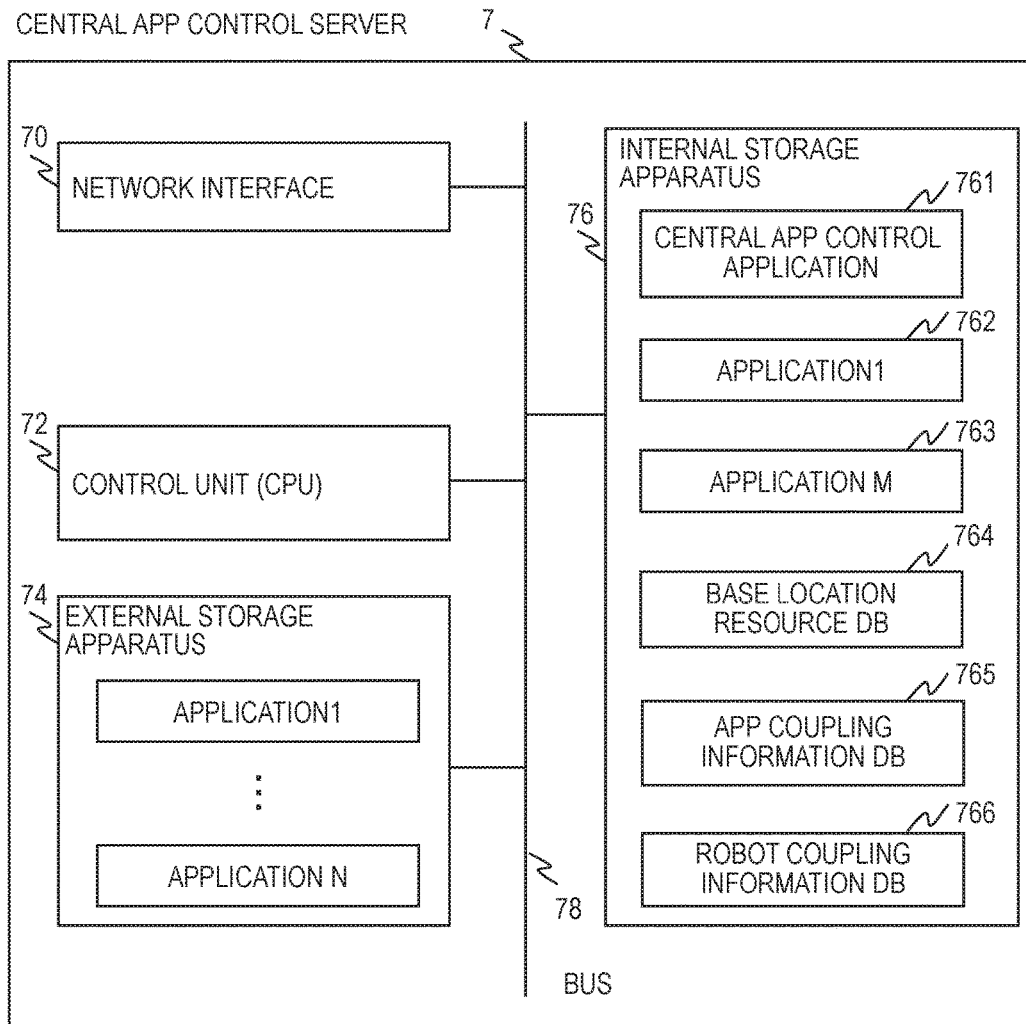 CENTRAL APP CONTROL SERVER
7
70
NETWORK INTERFACE
72
CONTROL UNIT (CPU)
74
EXTERNAL STORAGE
APPARATUS
APPLICATION1
⋮
APPLICATION N
78
BUS
76
INTERNAL STORAGE
APPARATUS
761
CENTRAL APP CONTROL
APPLICATION
762
APPLICATION1
763
APPLICATION M
764
BASE LOCATION
RESOURCE DB
765
APP COUPLING
INFORMATION DB
766
ROBOT COUPLING
INFORMATION DB